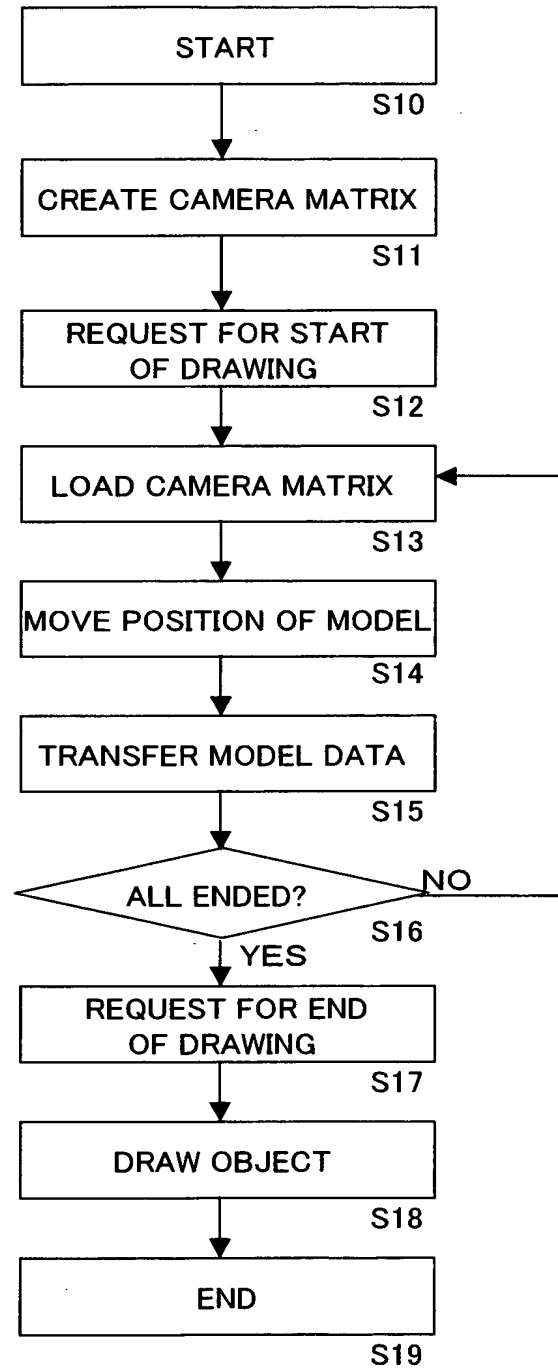 START
S10
CREATE CAMERA MATRIX
S11
REQUEST FOR START
OF DRAWING
S12
LOAD CAMERA MATRIX
S13
MOVE POSITION OF MODEL
S14
TRANSFER MODEL DATA
S15
ALL ENDED?
NO
S16
YES
REQUEST FOR END
OF DRAWING
S17
DRAW OBJECT
S18
END
S19